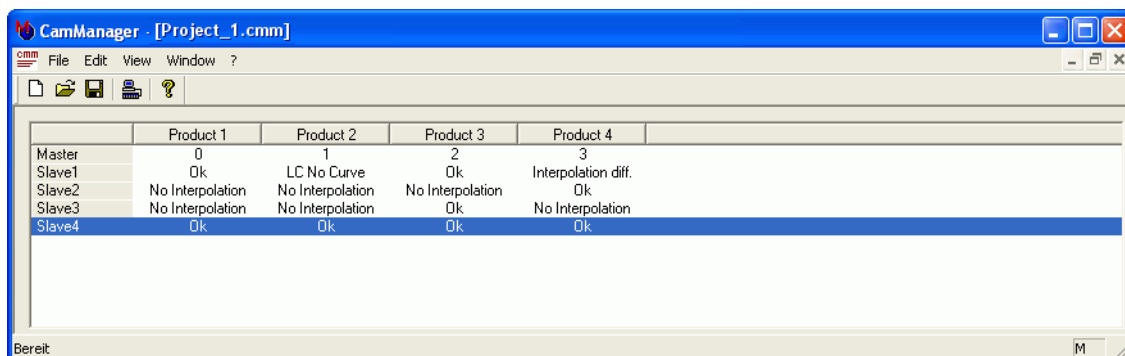 CamManager - [Project_1.cmm]
cmm File Edit View Window ?
Product 1 Product 2 Product 3 Product 4
Master 0 1 2 3
Slave1 Ok LC No Curve Ok Interpolation diff.
Slave2 No Interpolation No Interpolation No Interpolation Ok
Slave3 No Interpolation No Interpolation Ok No Interpolation
Slave4 Ok Ok Ok Ok
Bereit M